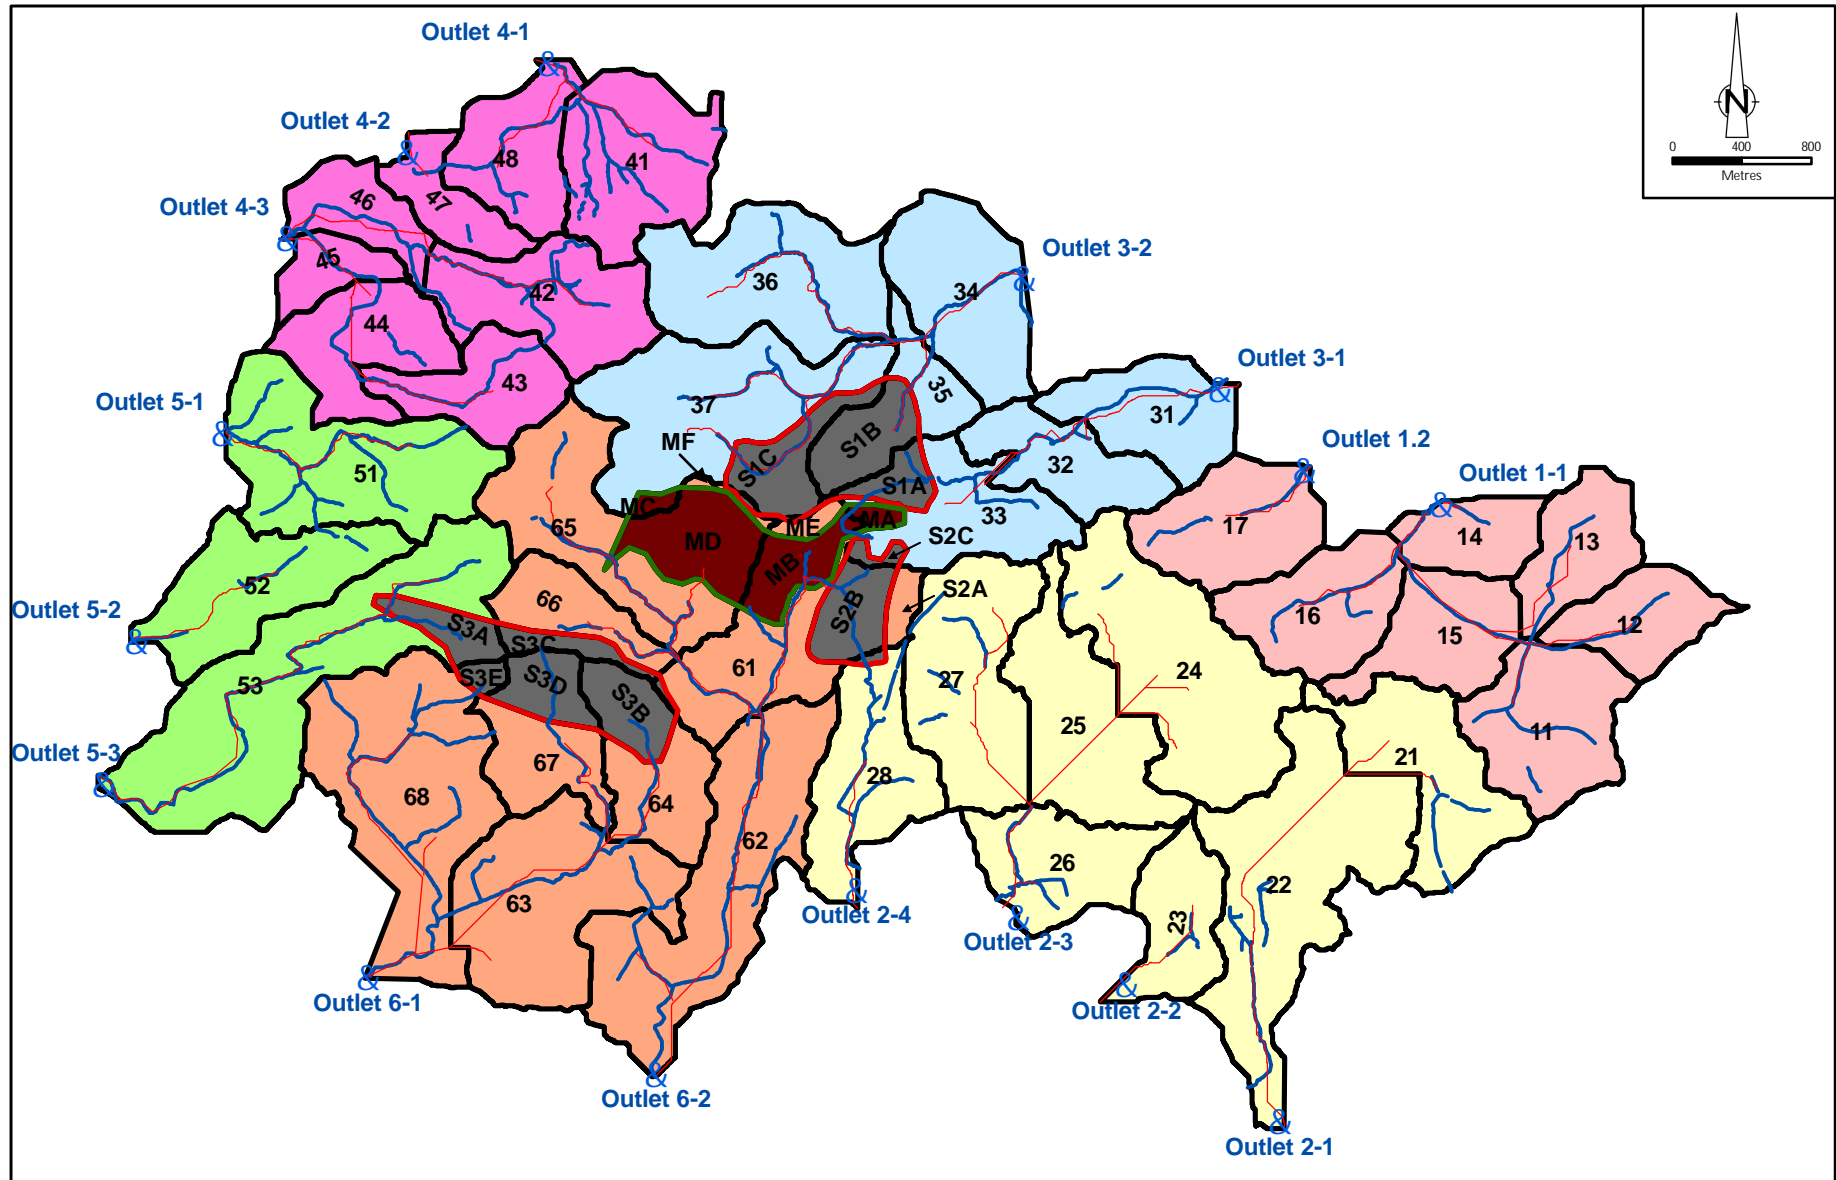 Outlet 4-1
N
0 400 800
Metres
Outlet 4-2
48
41
Outlet 4-3
46
47
45
42
44
43
36
34
Outlet 3-2
Outlet 3-1
37
35
31
Outlet 5-1
MF
S1C
S1B
S1A
32
Outlet 1.2
Outlet 1-1
51
MC
65
MD
ME
MA
33
S2C
17
14
13
MB
52
66
S2B
S2A
16
15
12
Outlet 5-2
S3A
S3C
S3E
S3D
S3B
61
27
24
53
25
11
Outlet 5-3
67
68
64
28
21
62
26
22
63
23
Outlet 2-4
Outlet 2-3
Outlet 6-1
Outlet 2-2
Outlet 6-2
Outlet 2-1